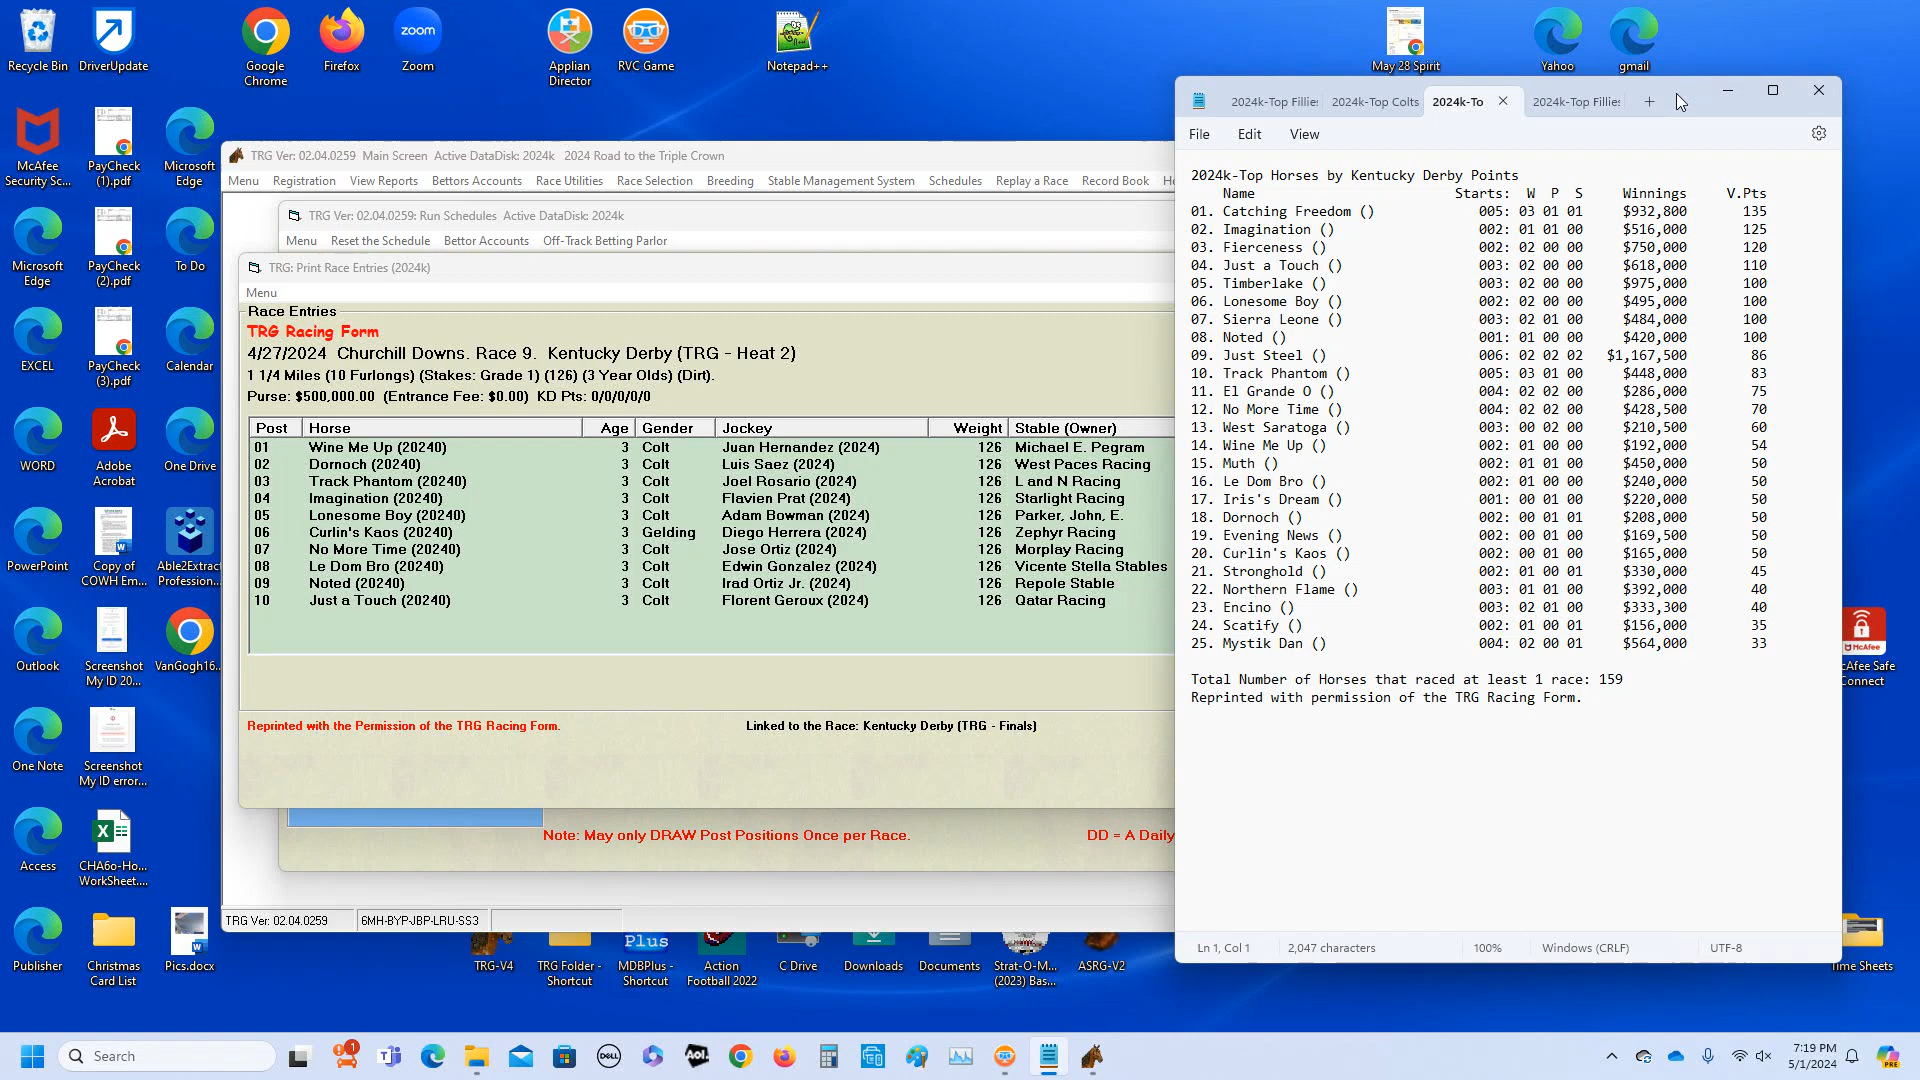 Recycle Bin
DriverUpdate
Google Chrome
Firefox
zoom
Zoom
Applian Director
RVC Game
Notepad++
May 28 Spirit
Yahoo
gmail
McAfee Security Sc...
PayCheck (1).pdf
Microsoft Edge
Microsoft Edge
PayCheck (2).pdf
To Do
EXCEL
PayCheck (3).pdf
Calendar
WORD
Adobe Acrobat
One Drive
PowerPoint
Copy of COWH Em...
Able2Extract Profession...
Outlook
Screenshot My ID 20...
VanGogh16...
One Note
Screenshot My ID error...
Access
CHA6o-Ho... WorkSheet....
Publisher
Christmas Card List
Pics.docx
TRG Ver: 02.04.0259 Main Screen Active DataDisk: 2024k 2024 Road to the Triple Crown
Menu Registration View Reports Bettors Accounts Race Utilities Race Selection Breeding Stable Management System Schedules Replay a Race Record Book
TRG Ver: 02.04.0259: Run Schedules Active DataDisk: 2024k
Menu Reset the Schedule Bettor Accounts Off-Track Betting Parlor
TRG: Print Race Entries (2024k)
Menu
Race Entries
TRG Racing Form
4/27/2024 Churchill Downs. Race 9. Kentucky Derby (TRG - Heat 2)
1 1/4 Miles (10 Furlongs) (Stakes: Grade 1) (126) (3 Year Olds) (Dirt).
Purse: $500,000.00 (Entrance Fee: $0.00) KD Pts: 0/0/0/0/0
Post Horse Age Gender Jockey Weight Stable (Owner)
01 Wine Me Up (20240) 3 Colt Juan Hernandez (2024) 126 Michael E. Pegram
02 Dornoch (20240) 3 Colt Luis Saez (2024) 126 West Paces Racing
03 Track Phantom (20240) 3 Colt Joel Rosario (2024) 126 L and N Racing
04 Imagination (20240) 3 Colt Flavien Prat (2024) 126 Starlight Racing
05 Lonesome Boy (20240) 3 Colt Adam Bowman (2024) 126 Parker, John, E.
06 Curlin's Kaos (20240) 3 Gelding Diego Herrera (2024) 126 Zephyr Racing
07 No More Time (20240) 3 Colt Jose Ortiz (2024) 126 Morplay Racing
08 Le Dom Bro (20240) 3 Colt Edwin Gonzalez (2024) 126 Vicente Stella Stables
09 Noted (20240) 3 Colt Irad Ortiz Jr. (2024) 126 Repole Stable
10 Just a Touch (20240) 3 Colt Florent Geroux (2024) 126 Qatar Racing
Reprinted with the Permission of the TRG Racing Form. Linked to the Race: Kentucky Derby (TRG - Finals)
Note: May only DRAW Post Positions Once per Race. DD = A Daily
TRG Ver: 02.04.0259 6MH-BYP-JBP-LRU-SS3
2024k-Top Fillies 2024k-Top Colts 2024k-To 2024k-Top Fillies
File Edit View
2024k-Top Horses by Kentucky Derby Points
Name Starts: W P S Winnings V.Pts
01. Catching Freedom () 005: 03 01 01 $932,800 135
02. Imagination () 002: 01 01 00 $516,000 125
03. Fierceness () 002: 02 00 00 $750,000 120
04. Just a Touch () 003: 02 00 00 $618,000 110
05. Timberlake () 003: 02 00 00 $975,000 100
06. Lonesome Boy () 002: 02 00 00 $495,000 100
07. Sierra Leone () 003: 02 01 00 $484,000 100
08. Noted () 001: 01 00 00 $420,000 100
09. Just Steel () 006: 02 02 02 $1,167,500 86
10. Track Phantom () 005: 03 01 00 $448,000 83
11. El Grande O () 004: 02 02 00 $286,000 75
12. No More Time () 004: 02 02 00 $428,500 70
13. West Saratoga () 003: 00 02 00 $210,500 60
14. Wine Me Up () 002: 01 00 00 $192,000 54
15. Muth () 002: 01 01 00 $450,000 50
16. Le Dom Bro () 002: 01 00 00 $240,000 50
17. Iris's Dream () 001: 00 01 00 $220,000 50
18. Dornoch () 002: 00 01 01 $208,000 50
19. Evening News () 002: 00 01 00 $169,500 50
20. Curlin's Kaos () 002: 00 01 00 $165,000 50
21. Stronghold () 002: 01 00 01 $330,000 45
22. Northern Flame () 003: 01 01 00 $392,000 40
23. Encino () 003: 02 01 00 $333,300 40
24. Scatify () 002: 01 00 01 $156,000 35
25. Mystik Dan () 004: 02 00 01 $564,000 33
Total Number of Horses that raced at least 1 race: 159
Reprinted with permission of the TRG Racing Form.
Ln 1, Col 1 2,047 characters 100% Windows (CRLF) UTF-8
McAfee
cAfee Safe Connect
Time Sheets
TRG-V4
TRG Folder - Shortcut
Plus
MDBPlus - Shortcut
Action Football 2022
C Drive
Downloads
Documents
Strat-O-M... (2023) Bas...
ASRG-V2
Search
1
DELL
Aol.
7:19 PM
5/1/2024
PRE